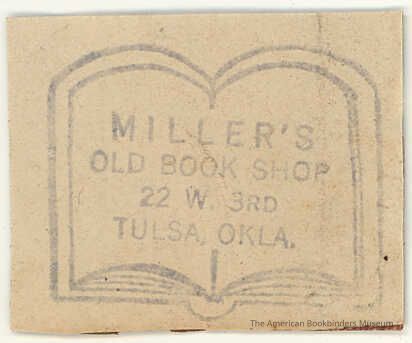 MILLER'S
OLD BOOK SHOP
22 W. 3RD
TULSA, OKLA.
The American Bookbinders Museum